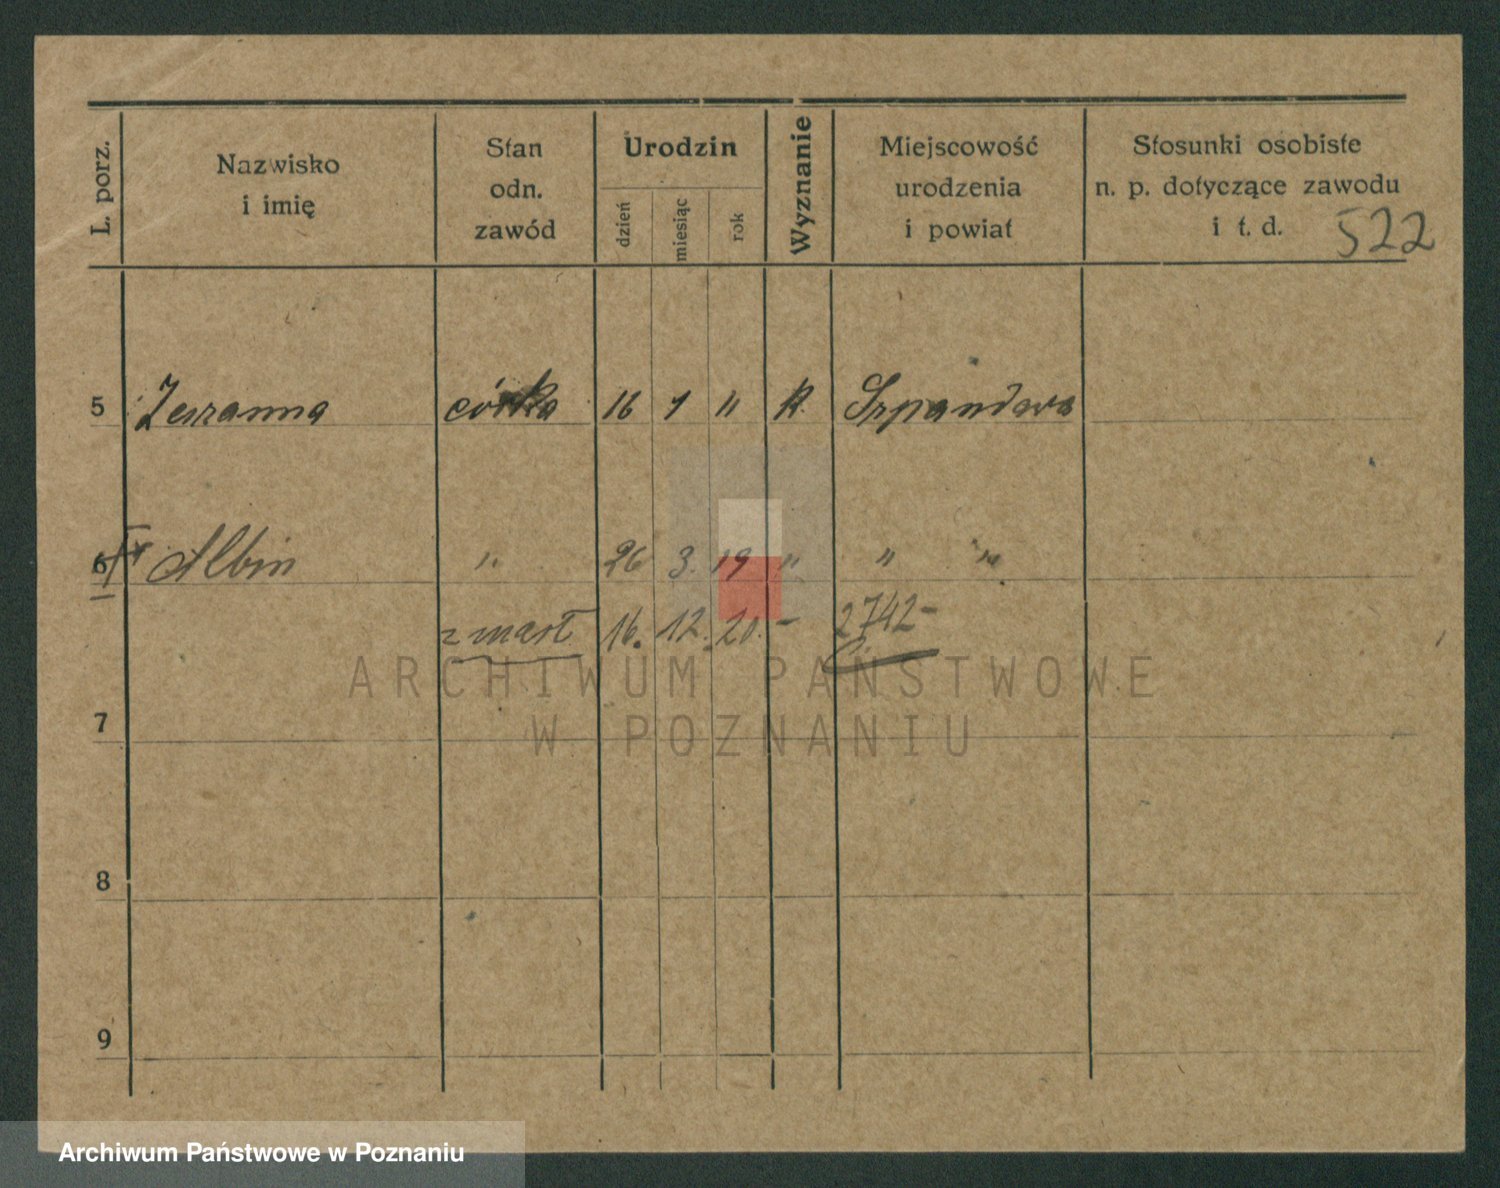 L. porz.
Nazwisko
i imię
Stan
odn.
zawód
Urodzin
dzień
miesiąc
rok
Wyznanie
Miejscowość
urodzenia
i powiat
Stosunki osobiste
n. p. dotyczące zawodu
i t. d.
522
5 Zuzanna córka 16 1 " k. Szpandova
6 Albin " 26 3. 19 " " "
zmarł 16. 12. 20. - 2742-
7
8
9
ARCHIWUM PAŃSTWOWE
W POZNANIU
Archiwum Państwowe w Poznaniu